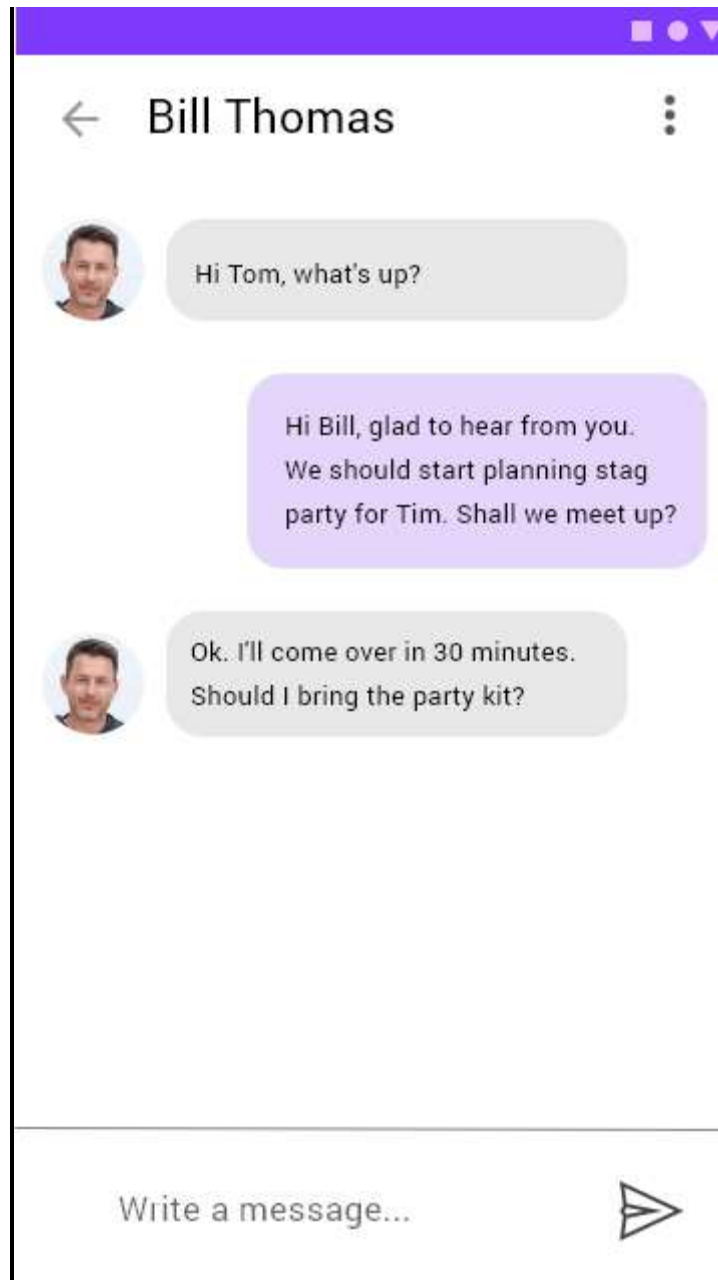 Bill Thomas
Hi Tom, what's up?
Hi Bill, glad to hear from you.
We should start planning stag
party for Tim. Shall we meet up?
Ok. I'll come over in 30 minutes.
Should I bring the party kit?
Write a message...